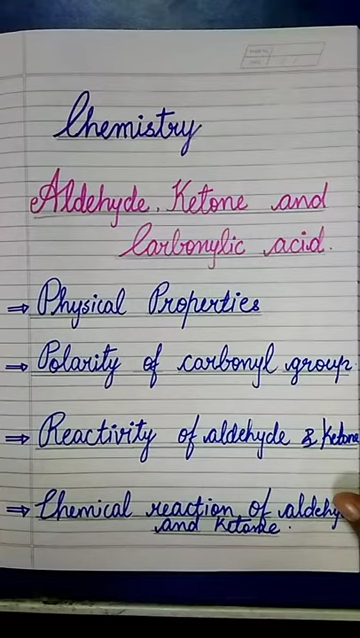 Chemistry
Aldehyde, Ketone and
Carbonylic acid.
⇒ Physical Properties
⇒ Polarity of carbonyl group.
⇒ Reactivity of aldehyde & Ketone
⇒ Chemical reaction of aldehy
and Ketone.